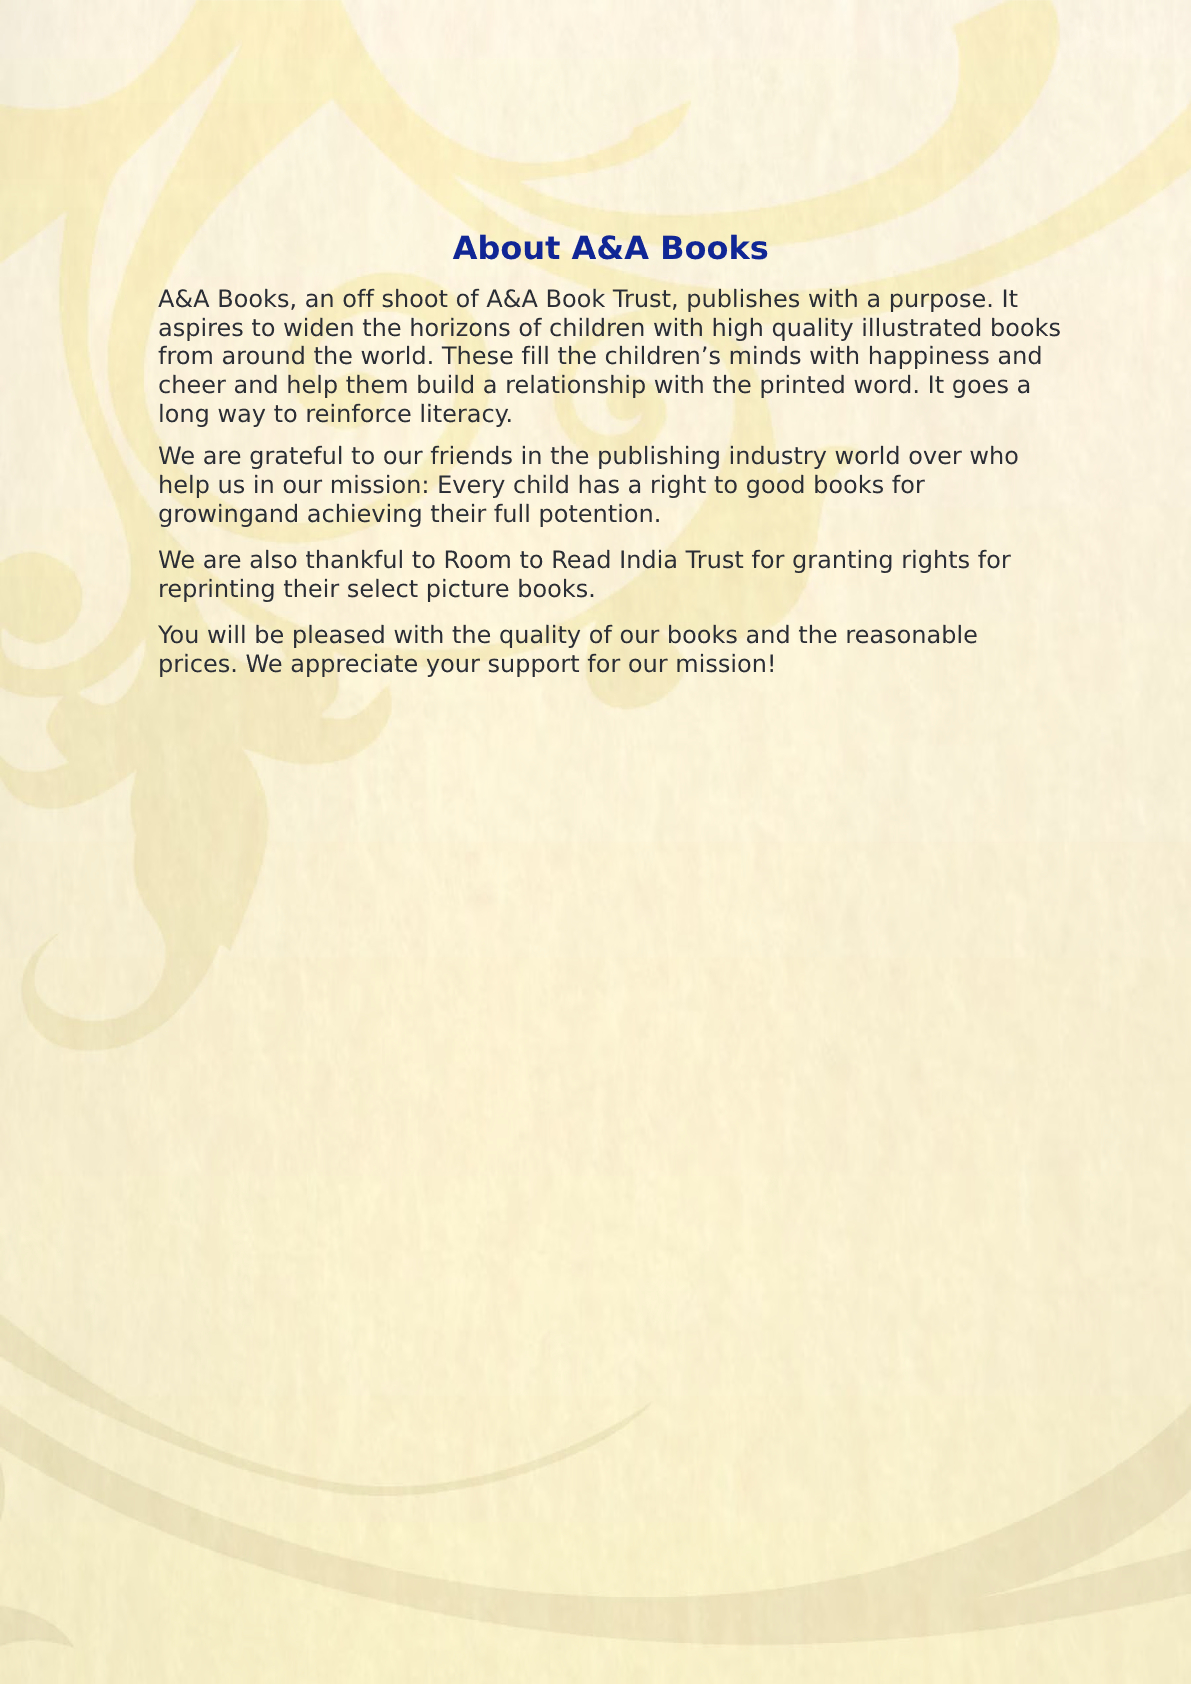 About A&A Books
A&A Books, an off shoot of A&A Book Trust, publishes with a purpose. It
aspires to widen the horizons of children with high quality illustrated books
from around the world. These fill the children’s minds with happiness and
cheer and help them build a relationship with the printed word. It goes a
long way to reinforce literacy.
We are grateful to our friends in the publishing industry world over who
help us in our mission: Every child has a right to good books for
growingand achieving their full potention.
We are also thankful to Room to Read India Trust for granting rights for
reprinting their select picture books.
You will be pleased with the quality of our books and the reasonable
prices. We appreciate your support for our mission!